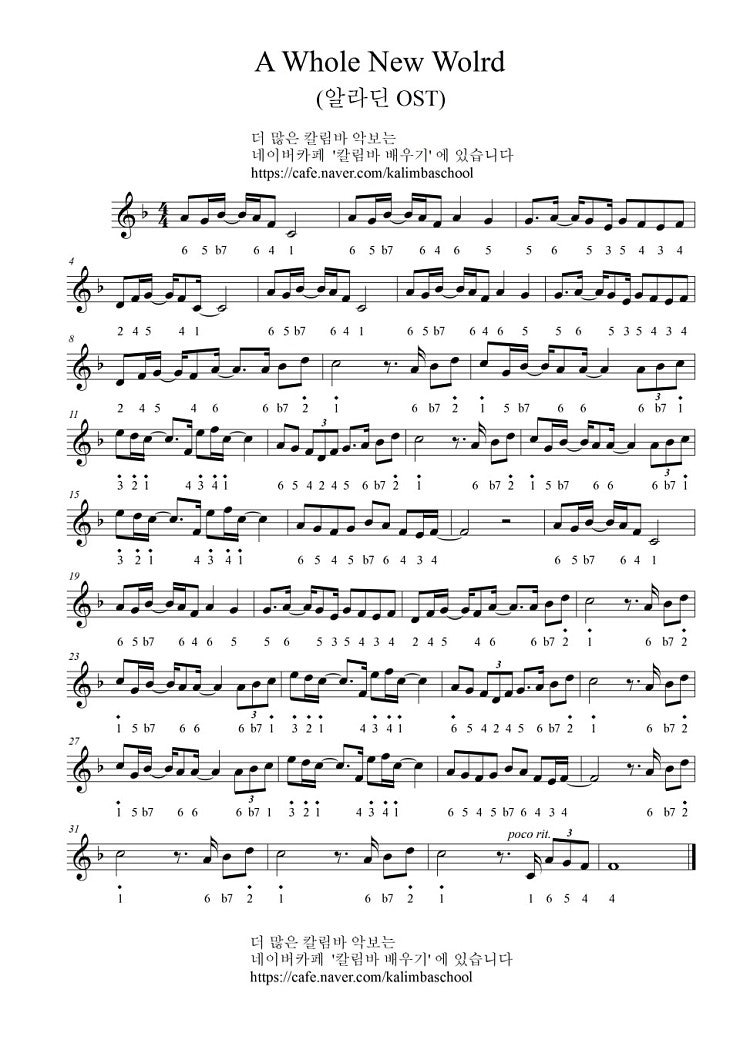 A Whole New Wolrd
(알라딘 OST)
더 많은 칼림바 악보는
네이버카페 '칼림바 배우기' 에 있습니다
https://cafe.naver.com/kalimbaschool
4
4
6 5 b7 6 4 1 6 5 b7 6 4 6 5 5 6 5 3 5 4 3 4
4
2 4 5 4 1 6 5 b7 6 4 1 6 5 b7 6 4 6 5 5 6 5 3 5 4 3 4
8
3
2 4 5 4 6 6 b7 2 1 6 b7 2 1 5 b7 6 6 6 b7 1
11
3 3
3 2 1 4 3 4 1 6 5 4 2 4 5 6 b7 2 1 6 b7 2 1 5 b7 6 6 6 b7 1
15
3 2 1 4 3 4 1 6 5 4 5 b7 6 4 3 4 6 5 b7 6 4 1
19
6 5 b7 6 4 6 5 5 6 5 3 5 4 3 4 2 4 5 4 6 6 b7 2 1 6 b7 2
23
3 3
1 5 b7 6 6 6 b7 1 3 2 1 4 3 4 1 6 5 4 2 4 5 6 b7 2 1 6 b7 2
27
3
1 5 b7 6 6 6 b7 1 3 2 1 4 3 4 1 6 5 4 5 b7 6 4 3 4 6 b7 2
31
poco rit. 3
1 6 b7 2 1 6 b7 2 1 1 6 5 4 4
더 많은 칼림바 악보는
네이버카페 '칼림바 배우기' 에 있습니다
https://cafe.naver.com/kalimbaschool